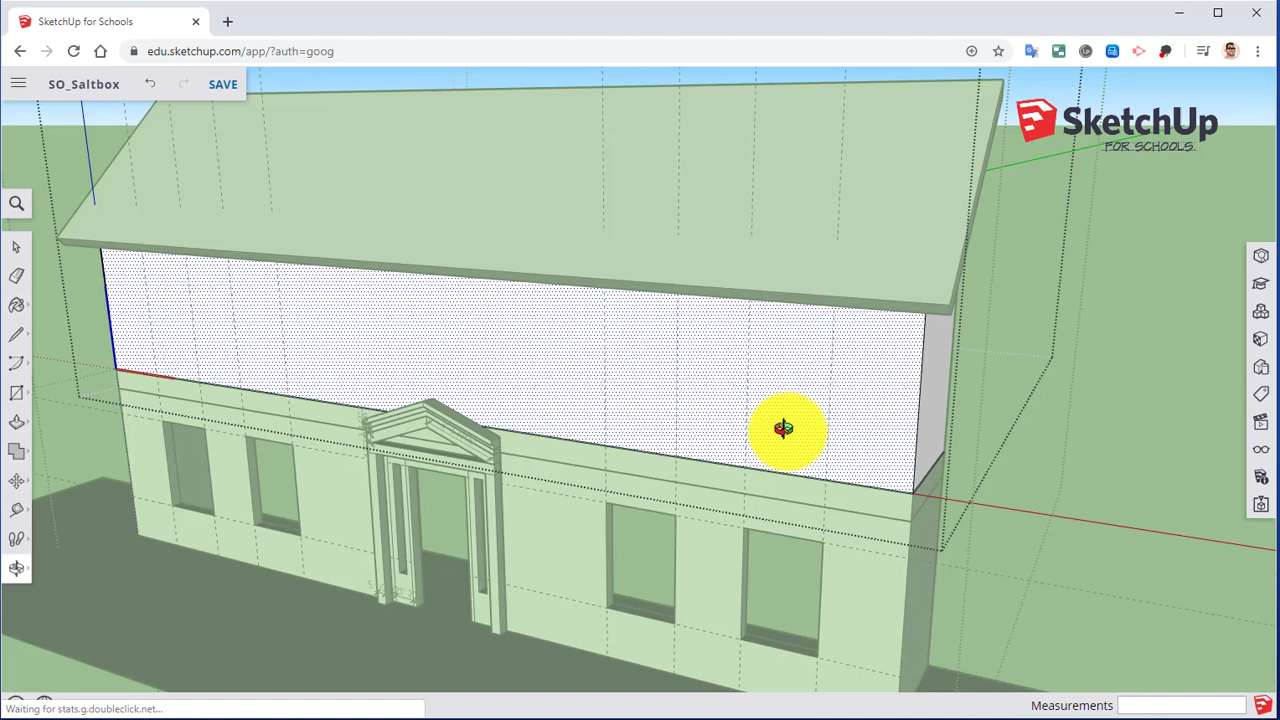 SketchUp for Schools
edu.sketchup.com/app/?auth=goog
SO_Saltbox
SAVE
SketchUp
FOR SCHOOLS
Waiting for stats.g.doubleclick.net...
Measurements